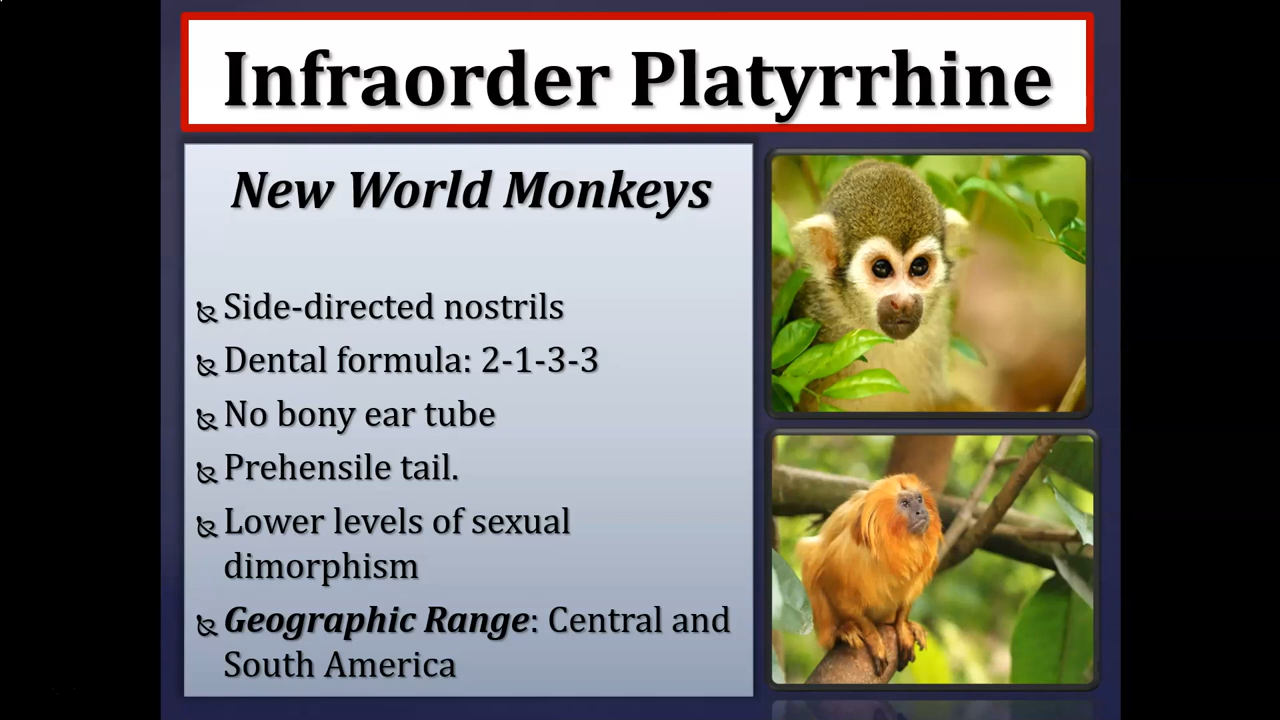 Infraorder Platyrrhine
New World Monkeys
Side-directed nostrils
Dental formula: 2-1-3-3
No bony ear tube
Prehensile tail.
Lower levels of sexual
dimorphism
Geographic Range: Central and
South America